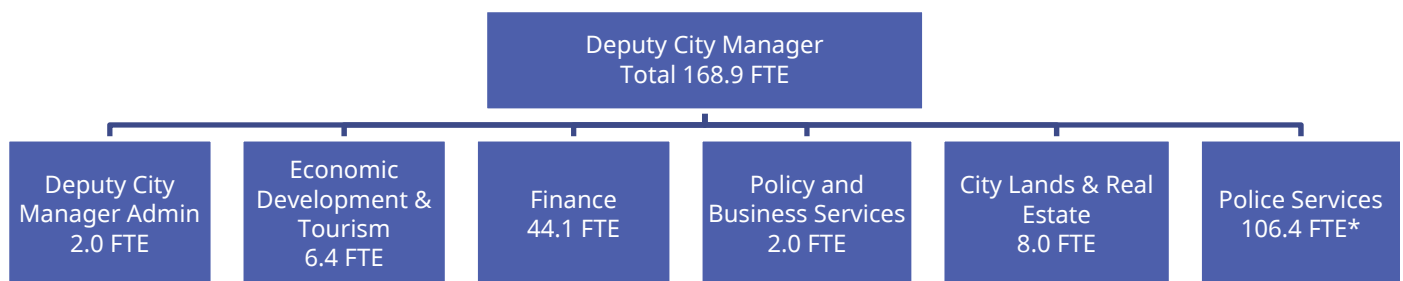 Deputy City Manager
Total 168.9 FTE
Deputy City
Manager Admin
2.0 FTE
Economic
Development &
Tourism
6.4 FTE
Finance
44.1 FTE
Policy and
Business Services
2.0 FTE
City Lands & Real
Estate
8.0 FTE
Police Services
106.4 FTE*